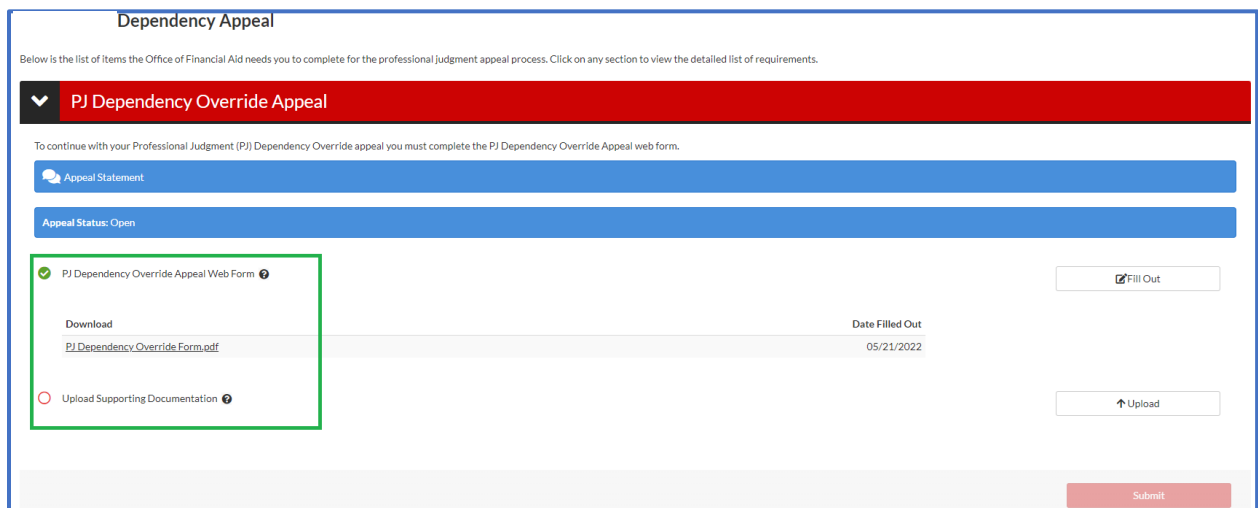 Dependency Appeal
Below is the list of items the Office of Financial Aid needs you to complete for the professional judgment appeal process. Click on any section to view the detailed list of requirements.
PJ Dependency Override Appeal
To continue with your Professional Judgment (PJ) Dependency Override appeal you must complete the PJ Dependency Override Appeal web form.
Appeal Statement
Appeal Status: Open
PJ Dependency Override Appeal Web Form
Fill Out
Download Date Filled Out
PJ Dependency Override Form.pdf 05/21/2022
Upload Supporting Documentation
Upload
Submit